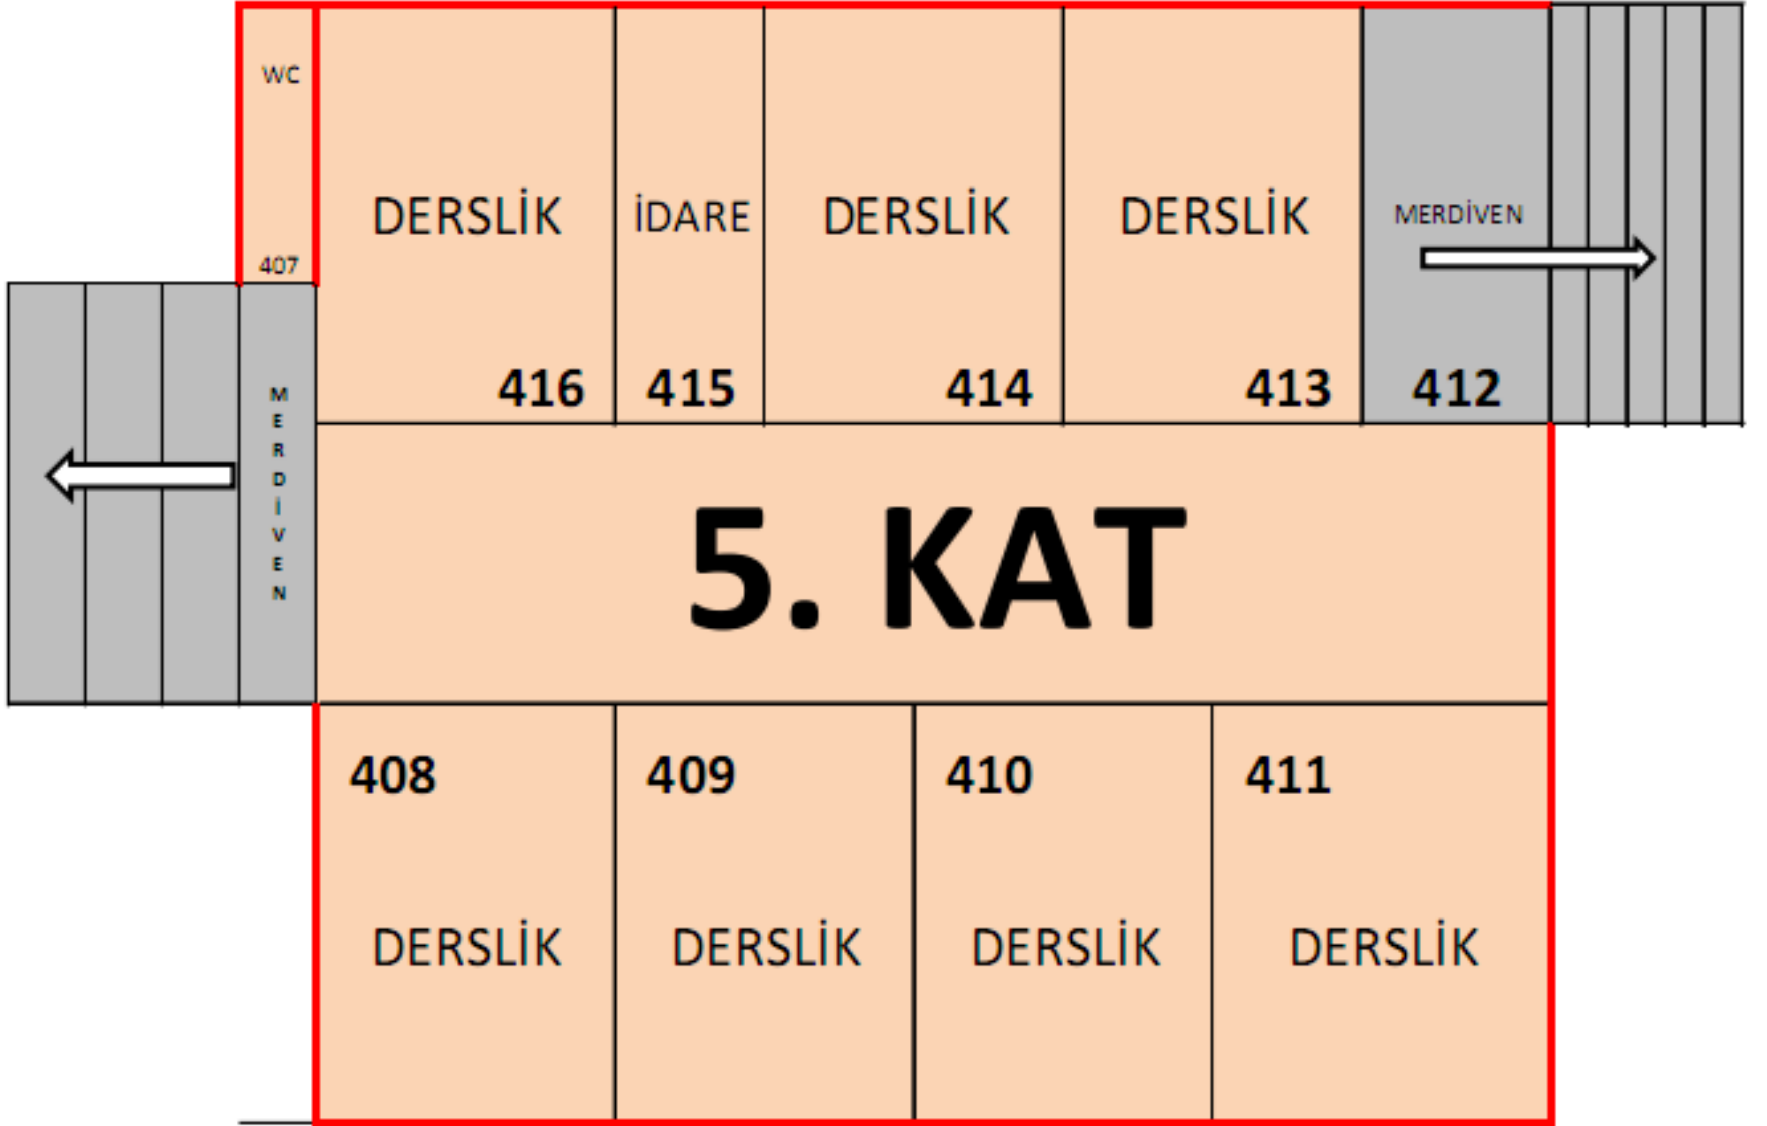 WC
407
DERSLİK
416
İDARE
415
DERSLİK
414
DERSLİK
413
MERDİVEN
412
MERDİVEN
5. KAT
408
DERSLİK
409
DERSLİK
410
DERSLİK
411
DERSLİK